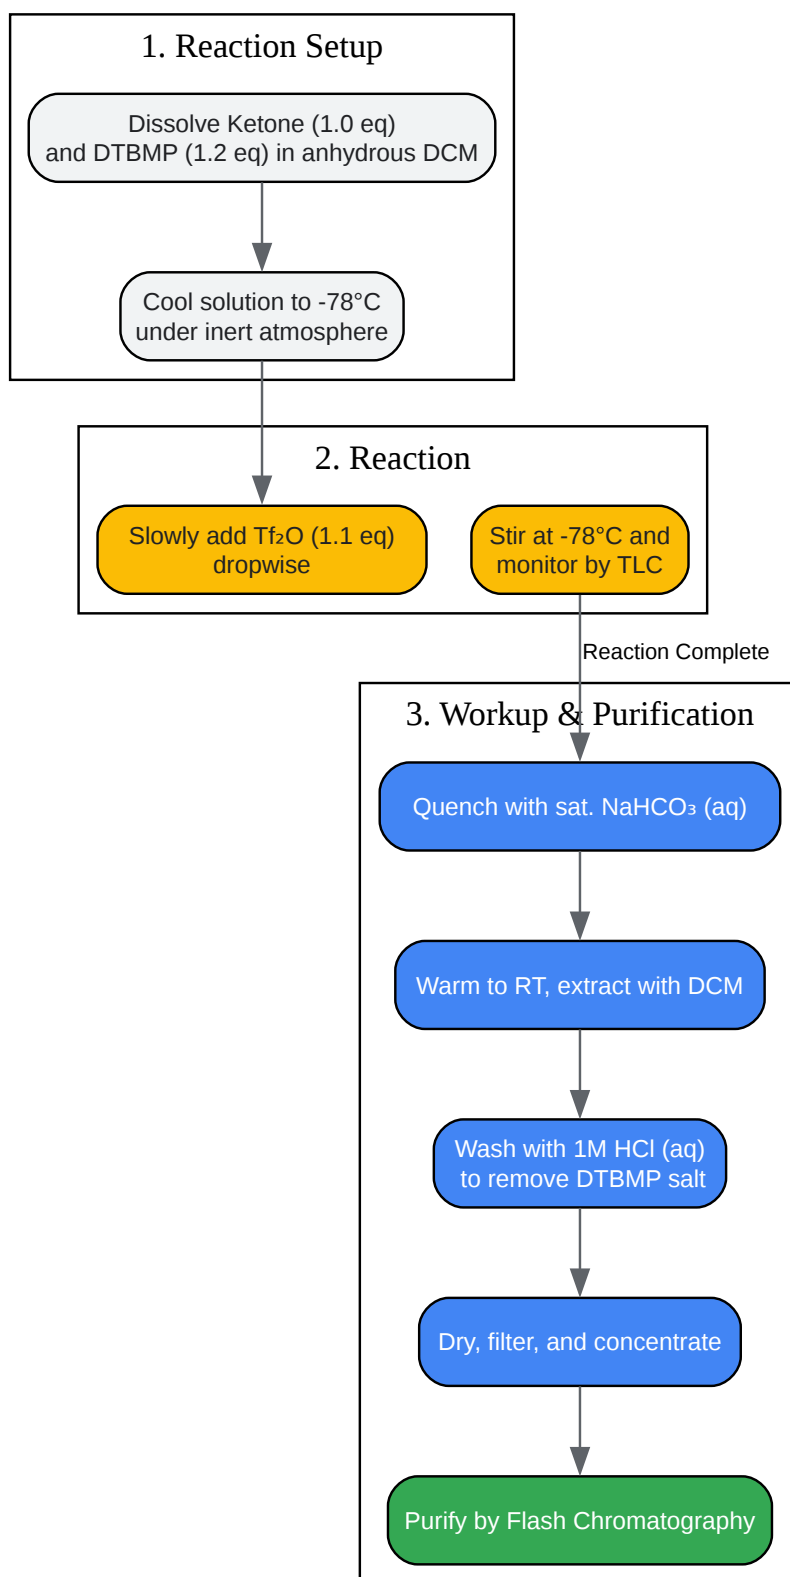 1. Reaction Setup
Dissolve Ketone (1.0 eq)
and DTBMP (1.2 eq) in anhydrous DCM
Cool solution to -78°C
under inert atmosphere
2. Reaction
Slowly add Tf₂O (1.1 eq)
dropwise
Stir at -78°C and
monitor by TLC
Reaction Complete
3. Workup & Purification
Quench with sat. NaHCO₃ (aq)
Warm to RT, extract with DCM
Wash with 1M HCl (aq)
to remove DTBMP salt
Dry, filter, and concentrate
Purify by Flash Chromatography